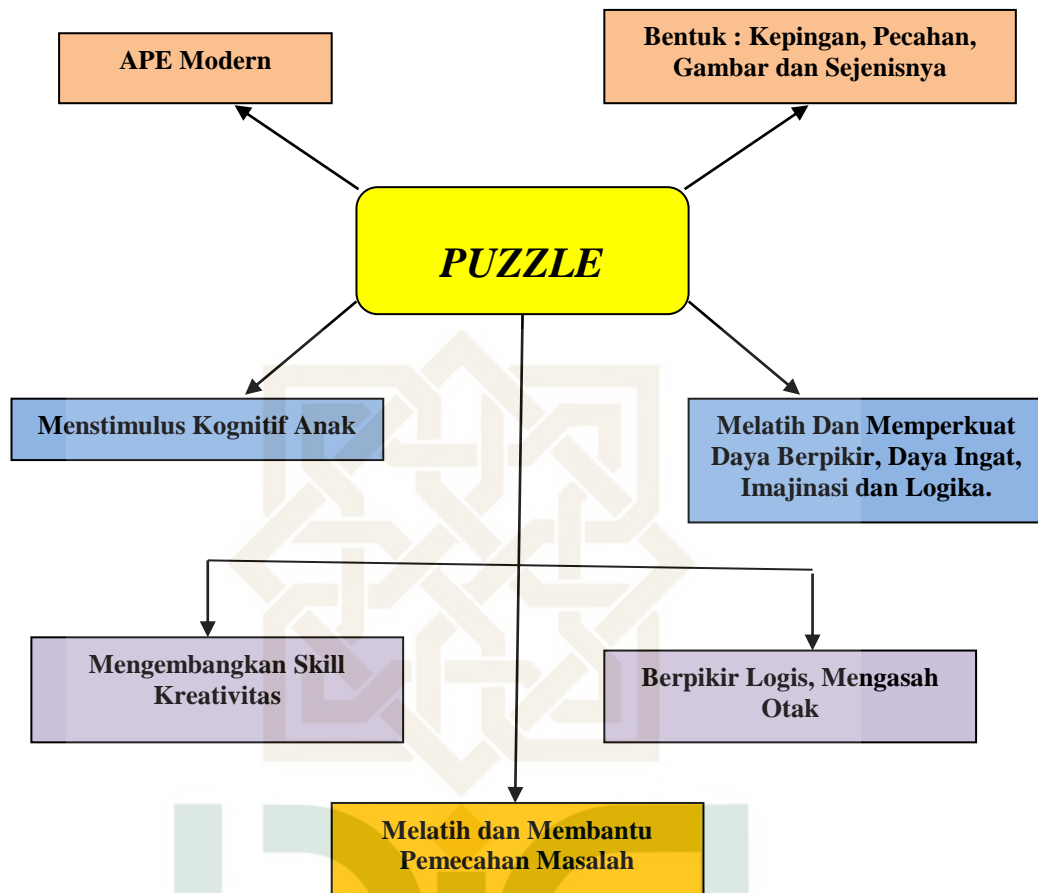 APE Modern
Bentuk : Kepingan, Pecahan,
Gambar dan Sejenisnya
PUZZLE
Menstimulus Kognitif Anak
Melatih Dan Memperkuat
Daya Berpikir, Daya Ingat,
Imajinasi dan Logika.
Mengembangkan Skill
Kreativitas
Berpikir Logis, Mengasah
Otak
Melatih dan Membantu
Pemecahan Masalah